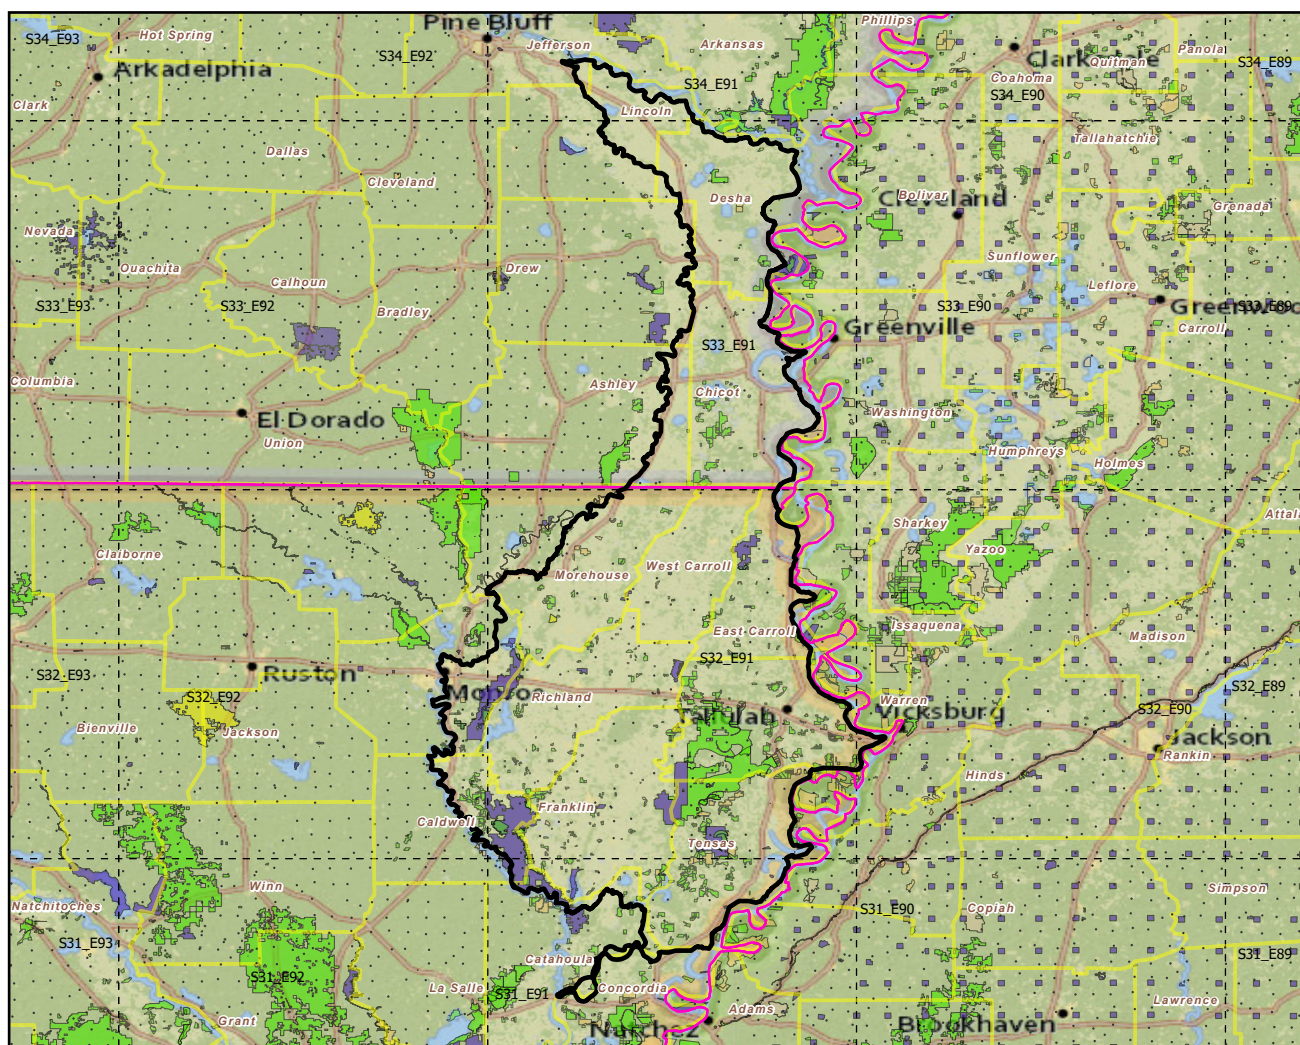 Pine Bluff
Phillips
S34_E93
Hot Spring
Jefferson
Arkansas
Panola
S34_E92
Quitman
S34_E89
Arkadelphia
Coahoma
S34_E91
S34_E90
Clark
Lincoln
Tallahatchie
Dallas
Cleveland
Desha
Bolivar
Cleveland
Grenada
Nevada
Sunflower
Ouachita
Drew
Calhoun
Leflore
S33_E93
S33_E92
Bradley
S33_E90
S33_E89
Greenville
Carroll
S33_E91
Columbia
Ashley
Chicot
El Dorado
Washington
Union
Humphreys
Holmes
Sharkey
Claiborne
Yazoo
West Carroll
Morehouse
Issaquena
East Carroll
Madison
S32_E91
S32_E93
Ruston
S32_E89
S32_E92
Richland
Warren
Vicksburg
S32_E90
Tallulah
Bienville
Jackson
Jackson
Rankin
Hinds
Franklin
Caldwell
Tensas
Winn
Simpson
Natchitoches
S31_E90
Copiah
S31_E93
S31_E89
Catahoula
S31_E92
La Salle
S31_E91
Concordia
Lawrence
Adams
Grant
Natchez
Brookhaven